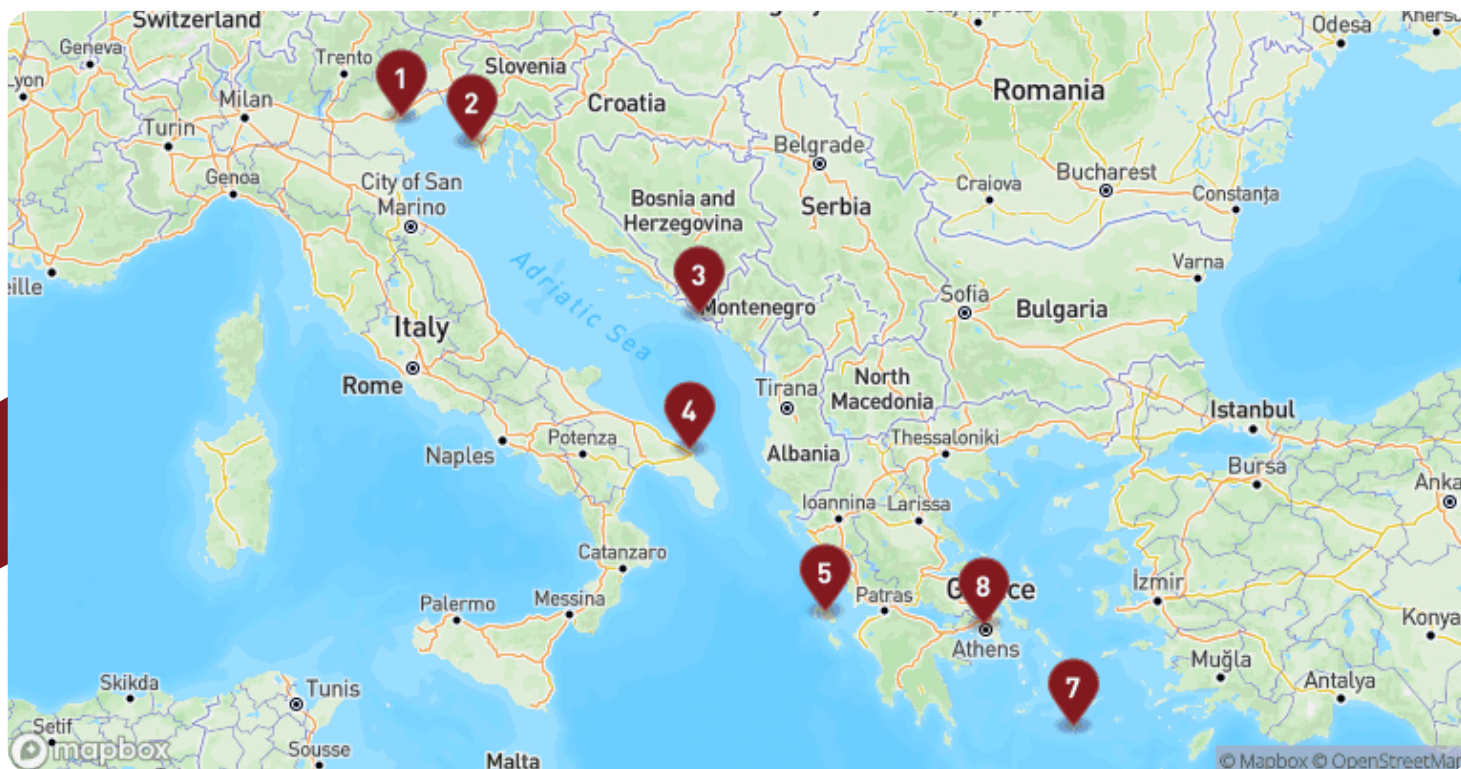 Switzerland
Geneva
Lyon
Trento
Milan
Turin
Genoa
City of San
Marino
1
2
Slovenia
Croatia
Belgrade
Bosnia and
Herzegovina
Serbia
Romania
Craiova
Bucharest
Constanța
Odesa
Varna
Sofia
Bulgaria
3
Montenegro
Adriatic Sea
eille
Italy
Rome
4
Naples
Potenza
Tirana
North
Macedonia
Albania
Thessaloniki
Istanbul
Bursa
Anka
Ioannina
Larissa
Catanzaro
Palermo
Messina
5
Patras
8
Athens
İzmir
Konya
Muğla
Antalya
7
Skikda
Tunis
Setif
Sousse
Malta
mapbox
© Mapbox © OpenStreetMap